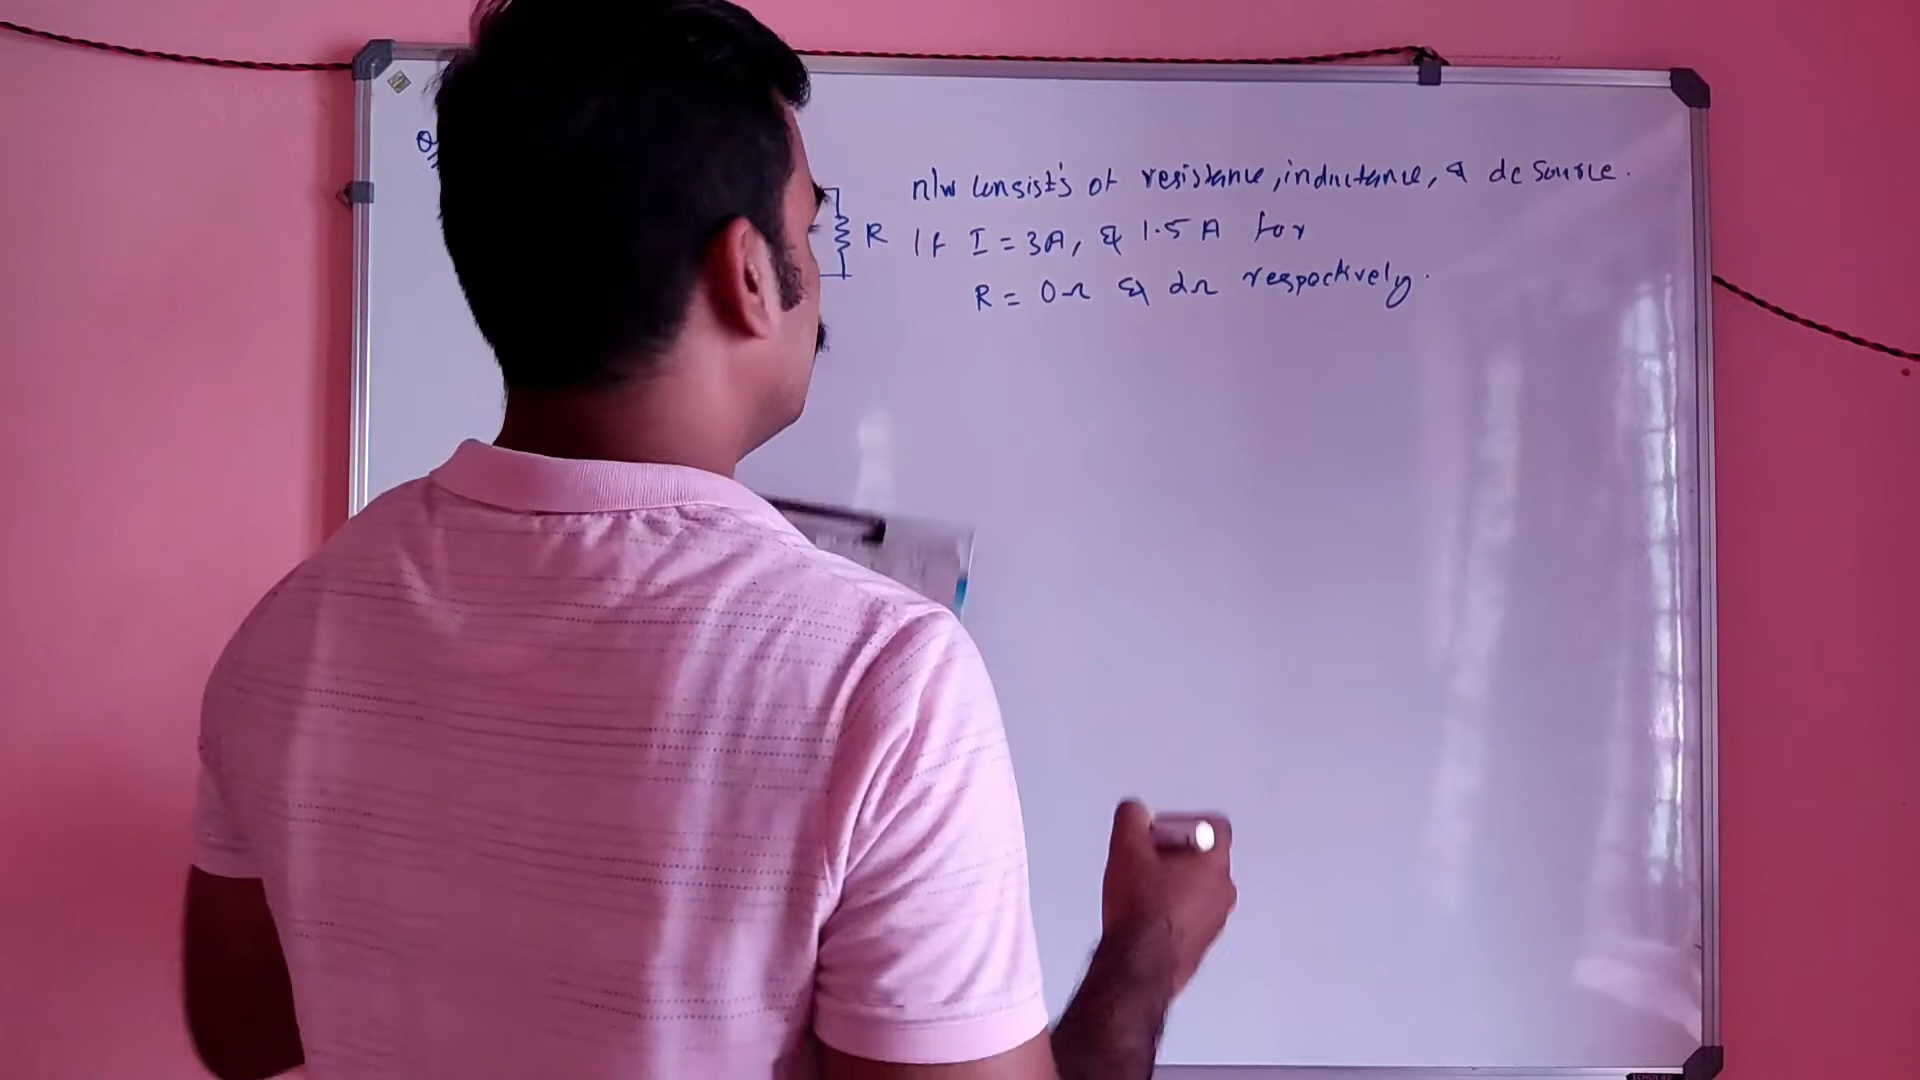 Q
R
n/w consist's of resistance, inductance, & dc source.
If I = 3A, & 1.5 A for
R = 0Ω & 2Ω respectively.